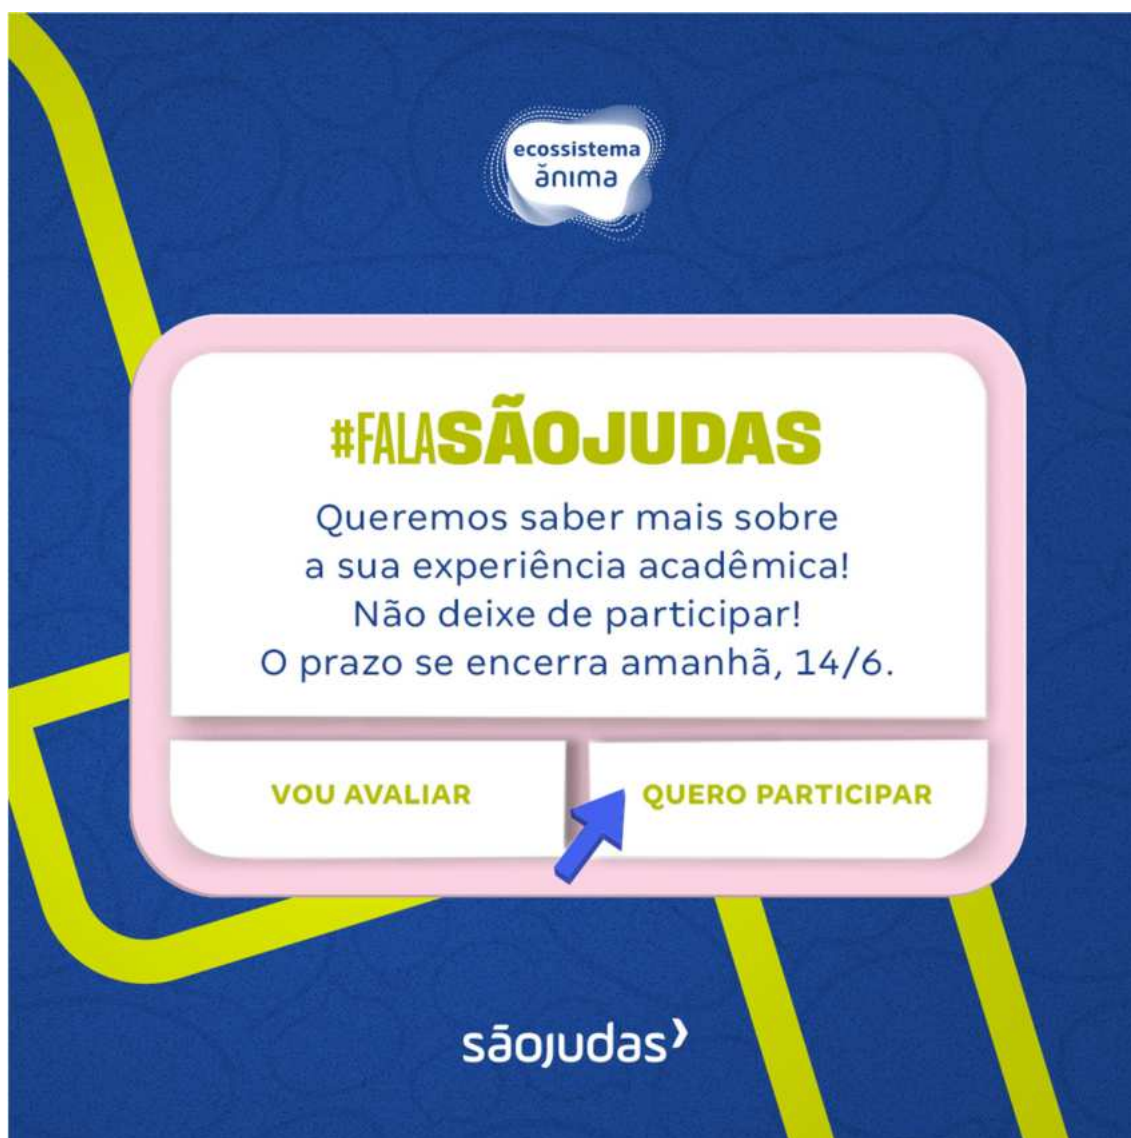 ecossistema
ănıma
#FALASÃOJUDAS
Queremos saber mais sobre
a sua experiência acadêmica!
Não deixe de participar!
O prazo se encerra amanhã, 14/6.
VOU AVALIAR
QUERO PARTICIPAR
sãojudas